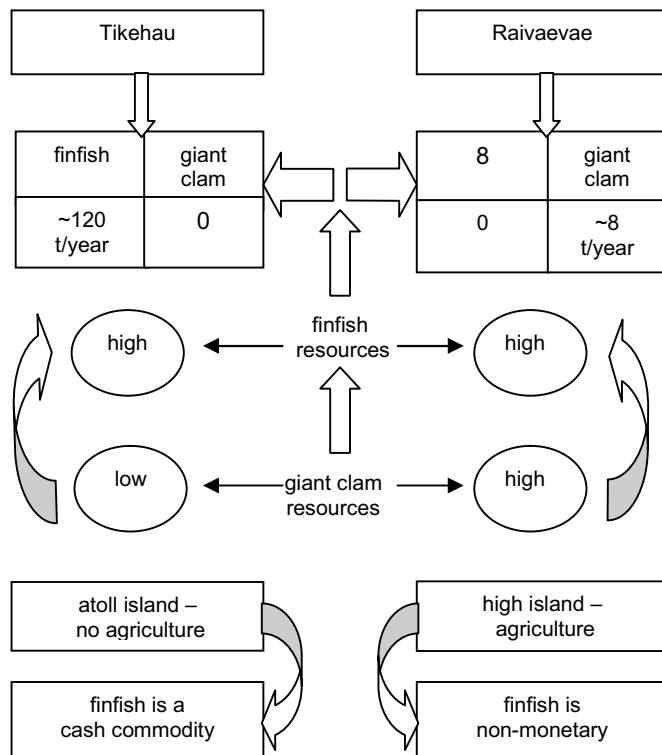 Tikehau
Raivaevae
finfish
giant
clam
8
giant
clam
~120
t/year
0
0
~8
t/year
high
finfish
resources
high
low
giant clam
resources
high
atoll island –
no agriculture
high island –
agriculture
finfish is a
cash commodity
finfish is
non-monetary